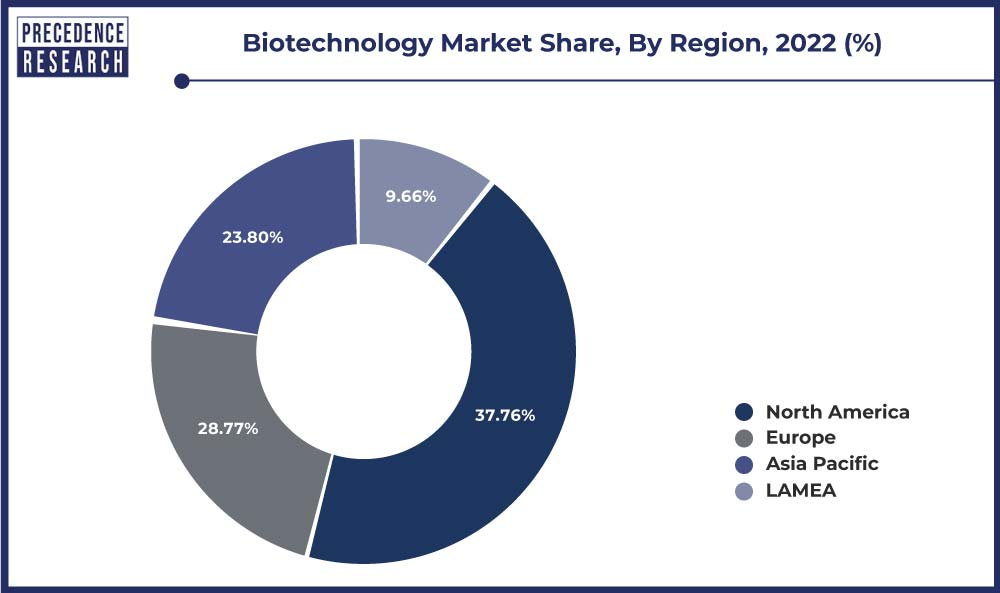 PRECEDENCE
RESEARCH
Biotechnology Market Share, By Region, 2022 (%)
9.66%
23.80%
37.76%
28.77%
North America
Europe
Asia Pacific
LAMEA